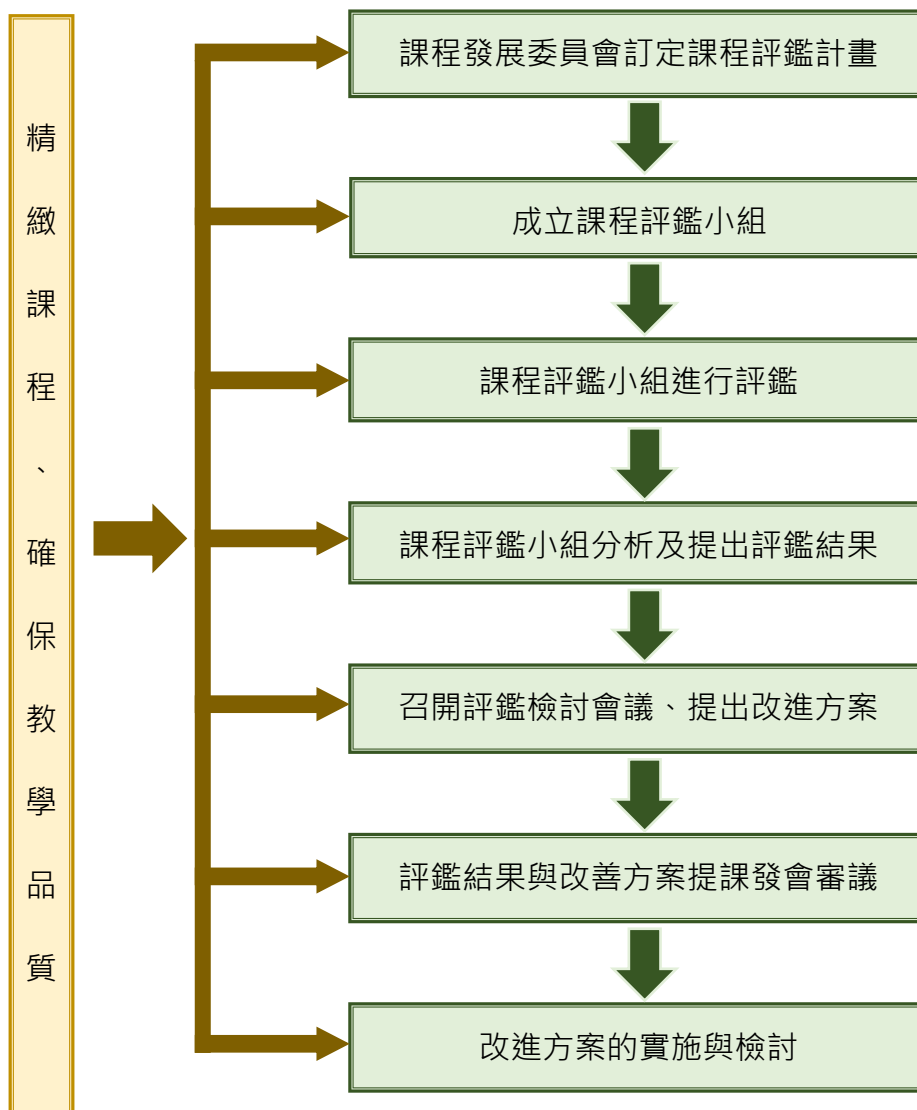 精緻課程、確保教學品質
課程發展委員會訂定課程評鑑計畫
成立課程評鑑小組
課程評鑑小組進行評鑑
課程評鑑小組分析及提出評鑑結果
召開評鑑檢討會議、提出改進方案
評鑑結果與改善方案提課發會審議
改進方案的實施與檢討